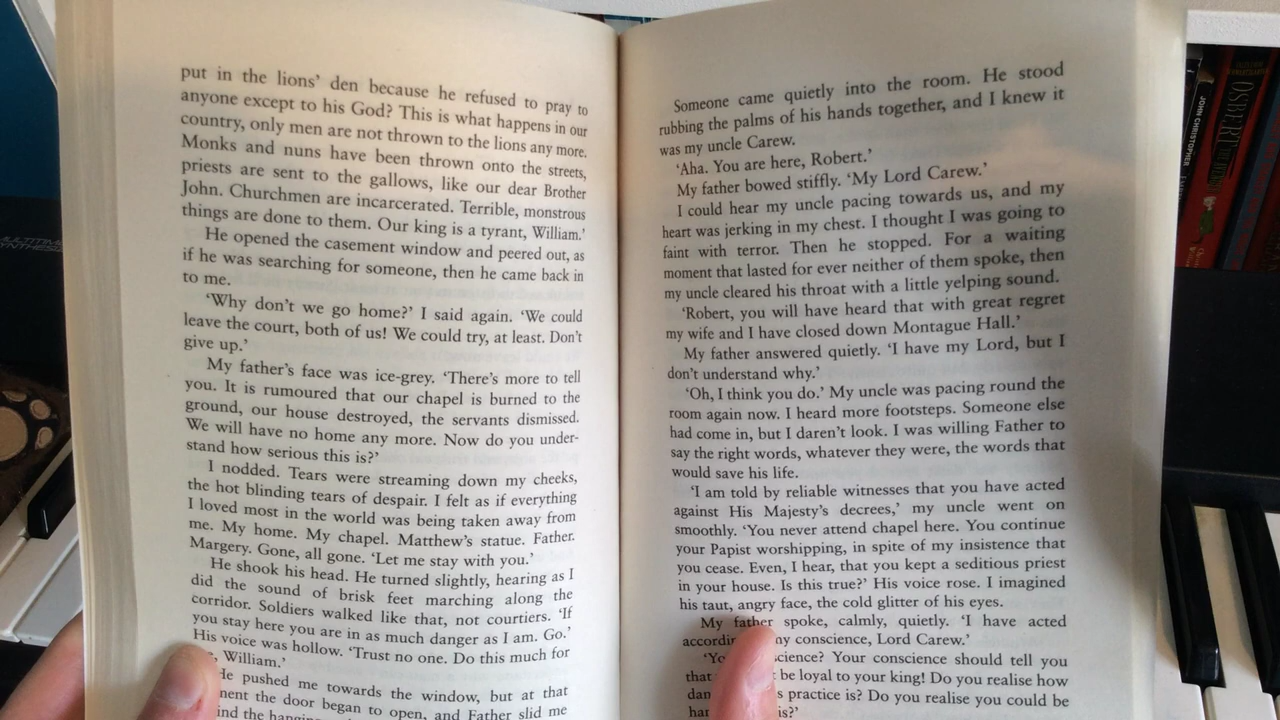 put in the lions' den because he refused to pray to
anyone except to his God? This is what happens in our
country, only men are not thrown to the lions any more.
Monks and nuns have been thrown onto the streets,
priests are sent to the gallows, like our dear Brother
John. Churchmen are incarcerated. Terrible, monstrous
things are done to them. Our king is a tyrant, William.'
He opened the casement window and peered out, as
if he was searching for someone, then he came back in
to me.
'Why don't we go home?' I said again. 'We could
leave the court, both of us! We could try, at least. Don't
give up.'
My father's face was ice-grey. 'There's more to tell
you. It is rumoured that our chapel is burned to the
ground, our house destroyed, the servants dismissed.
We will have no home any more. Now do you under-
stand how serious this is?'
I nodded. Tears were streaming down my cheeks,
the hot blinding tears of despair. I felt as if everything
I loved most in the world was being taken away from
me. My home. My chapel. Matthew's statue. Father.
Margery. Gone, all gone. 'Let me stay with you.'
He shook his head. He turned slightly, hearing as I
did the sound of brisk feet marching along the
corridor. Soldiers walked like that, not courtiers. 'If
you stay here you are in as much danger as I am. Go.'
His voice was hollow. 'Trust no one. Do this much for
, William.'
He pushed me towards the window, but at that
the door began to open, and Father slid me
the
Someone came quietly into the room. He stood
rubbing the palms of his hands together, and I knew it
was my uncle Carew.
'Aha. You are here, Robert.'
My father bowed stiffly. 'My Lord Carew.'
I could hear my uncle pacing towards us, and my
heart was jerking in my chest. I thought I was going to
faint with terror. Then he stopped. For a waiting
moment that lasted for ever neither of them spoke, then
my uncle cleared his throat with a little yelping sound.
'Robert, you will have heard that with great regret
my wife and I have closed down Montague Hall.'
My father answered quietly. 'I have my Lord, but I
don't understand why.'
'Oh, I think you do.' My uncle was pacing round the
room again now. I heard more footsteps. Someone else
had come in, but I daren't look. I was willing Father to
say the right words, whatever they were, the words that
would save his life.
'I am told by reliable witnesses that you have acted
against His Majesty's decrees,' my uncle went on
smoothly. 'You never attend chapel here. You continue
your Papist worshipping, in spite of my insistence that
you cease. Even, I hear, that you kept a seditious priest
in your house. Is this true?' His voice rose. I imagined
his taut, angry face, the cold glitter of his eyes.
My father spoke, calmly, quietly. 'I have acted
my conscience, Lord Carew.'
Your conscience should tell you
that be loyal to your king! Do you realise how
practice is? Do you realise you could be
is?'
JOHN CHRISTOPHER
OSBERT